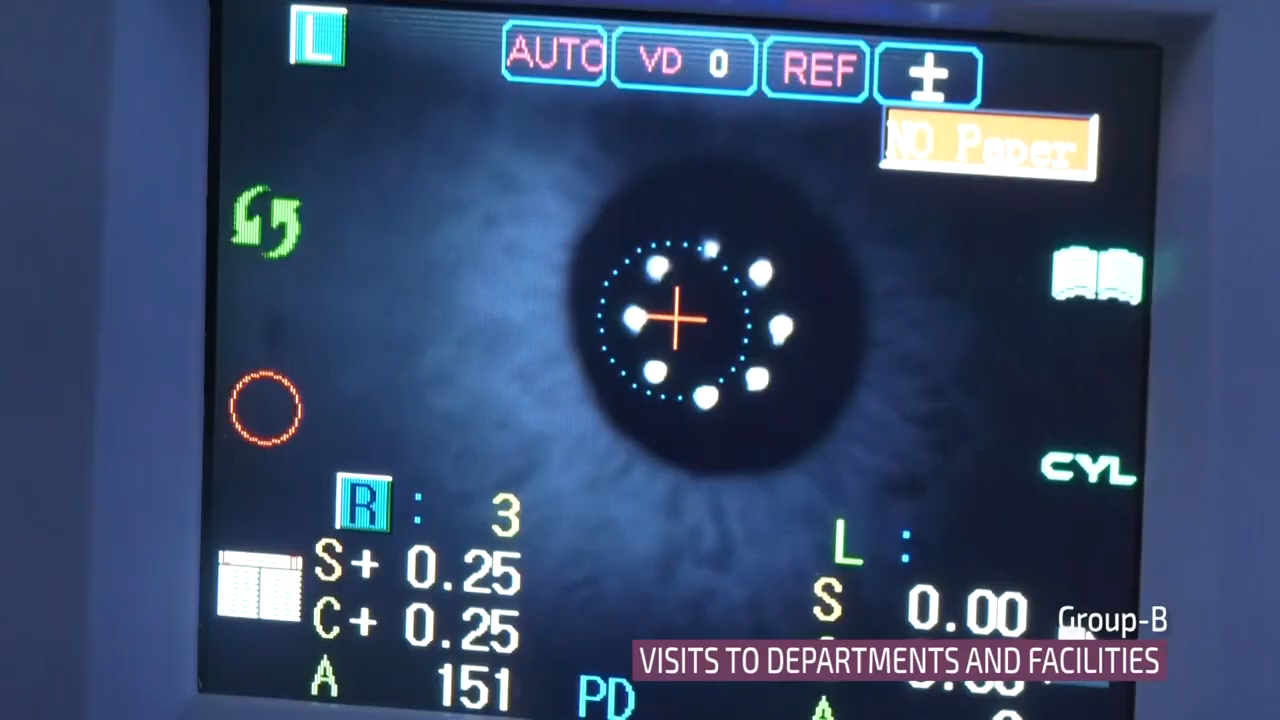 L AUTO VD 0 REF ±
NO Paper
CYL
R : 3
S + 0.25
C + 0.25
A 151
PD
L :
S 0.00
A
Group-B
VISITS TO DEPARTMENTS AND FACILITIES